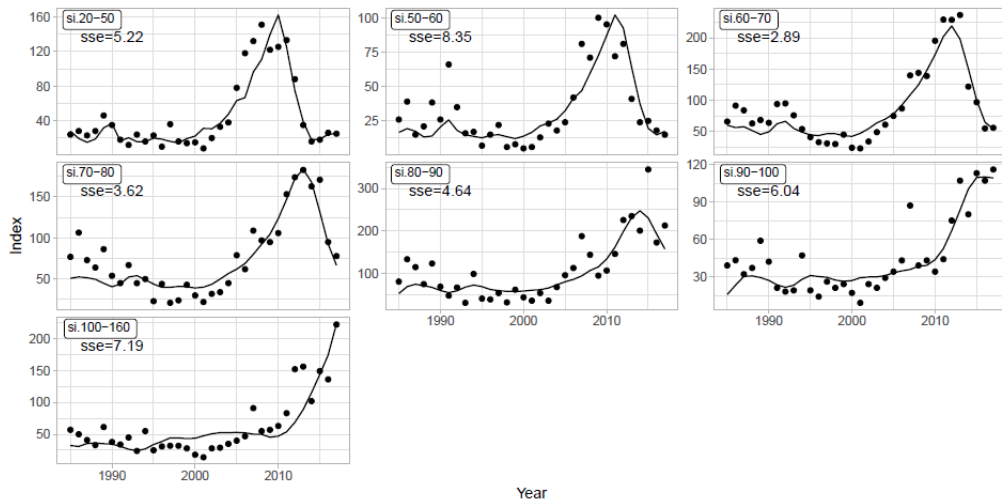 si.20−50
sse=5.22
160
120
80
40
si.50−60
sse=8.35
100
75
50
25
si.60−70
sse=2.89
200
150
100
50
si.70−80
sse=3.62
150
100
50
si.80−90
sse=4.64
300
200
100
1990
2000
2010
si.90−100
sse=6.04
120
90
60
30
1990
2000
2010
si.100−160
sse=7.19
200
150
100
50
1990
2000
2010
Index
Year